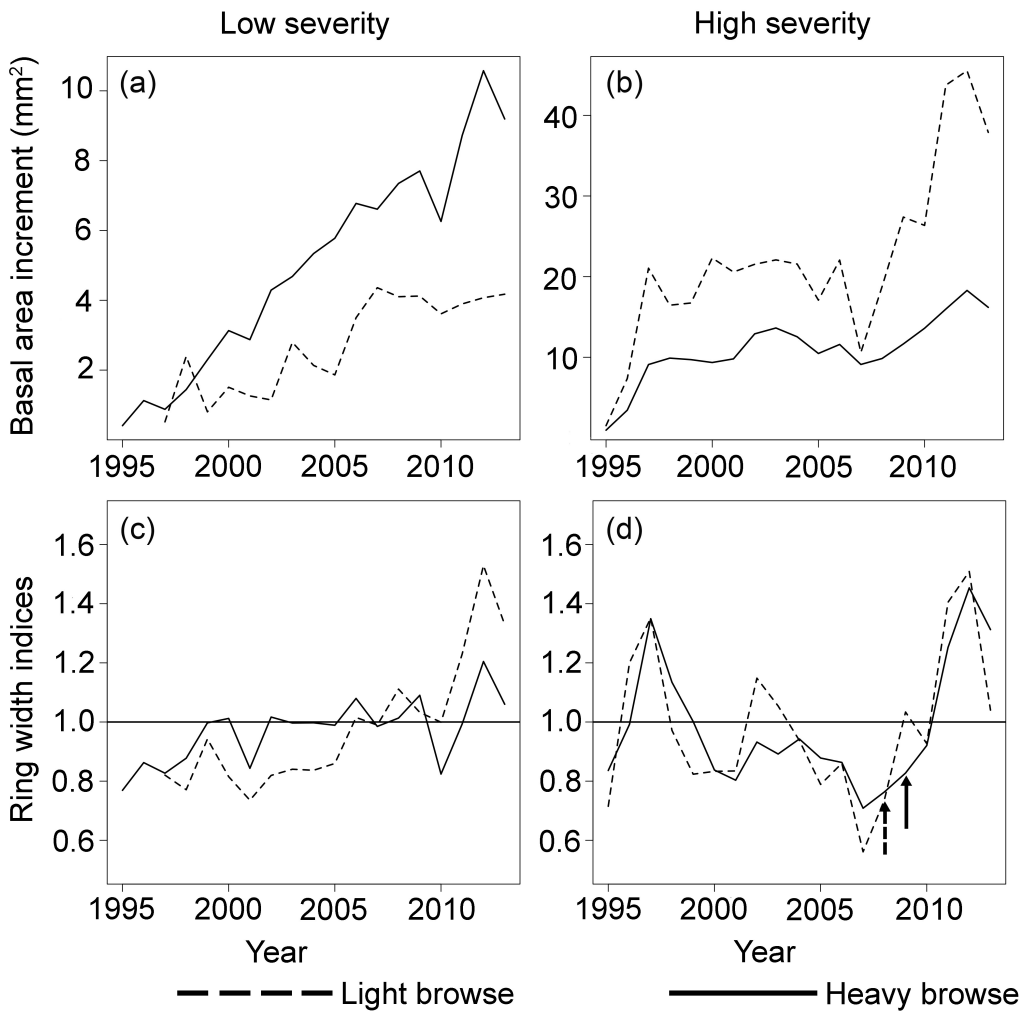 Low severity
High severity
Basal area increment (mm²)
(a)
10
8
6
4
2
1995 2000 2005 2010
(b)
40
30
20
10
1995 2000 2005 2010
Ring width indices
(c)
1.6
1.4
1.2
1.0
0.8
0.6
1995 2000 2005 2010
Year
(d)
1.6
1.4
1.2
1.0
0.8
0.6
1995 2000 2005 2010
Year
Light browse
Heavy browse